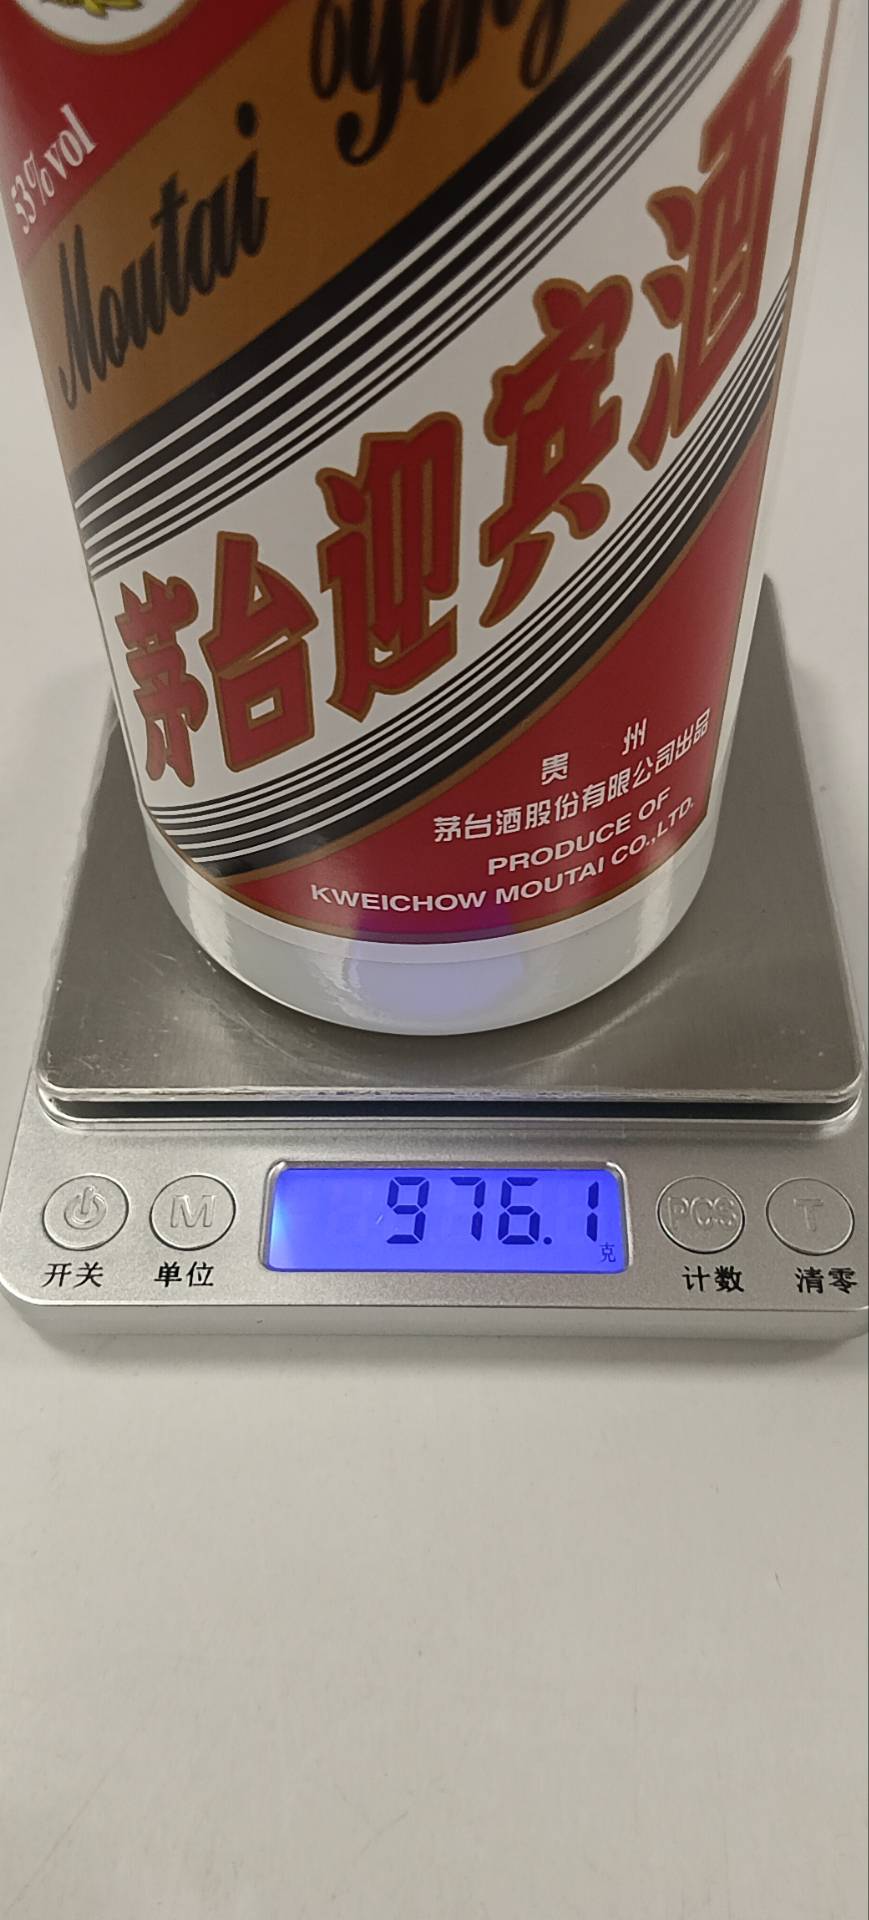 53%vol
Moutai Ying
茅台迎宾酒
贵州
茅台酒股份有限公司出品
PRODUCE OF
KWEICHOW MOUTAI CO.,LTD.
976.1
克
M
PCS
T
开关
单位
计数
清零